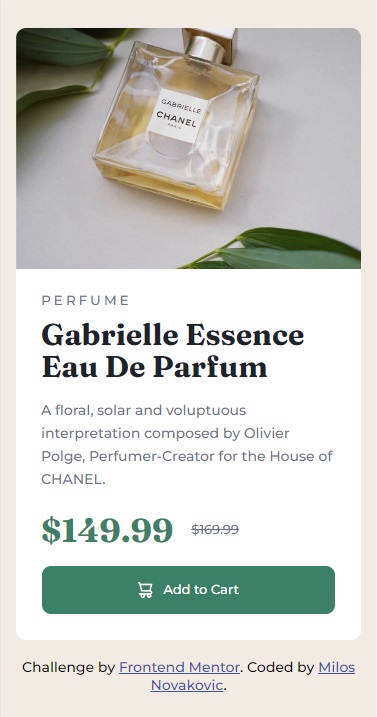 GABRIELLE
CHANEL
PARIS
PERFUME
Gabrielle Essence
Eau De Parfum
A floral, solar and voluptuous
interpretation composed by Olivier
Polge, Perfumer-Creator for the House of
CHANEL.
$149.99 $169.99
Add to Cart
Challenge by Frontend Mentor. Coded by Milos
Novakovic.